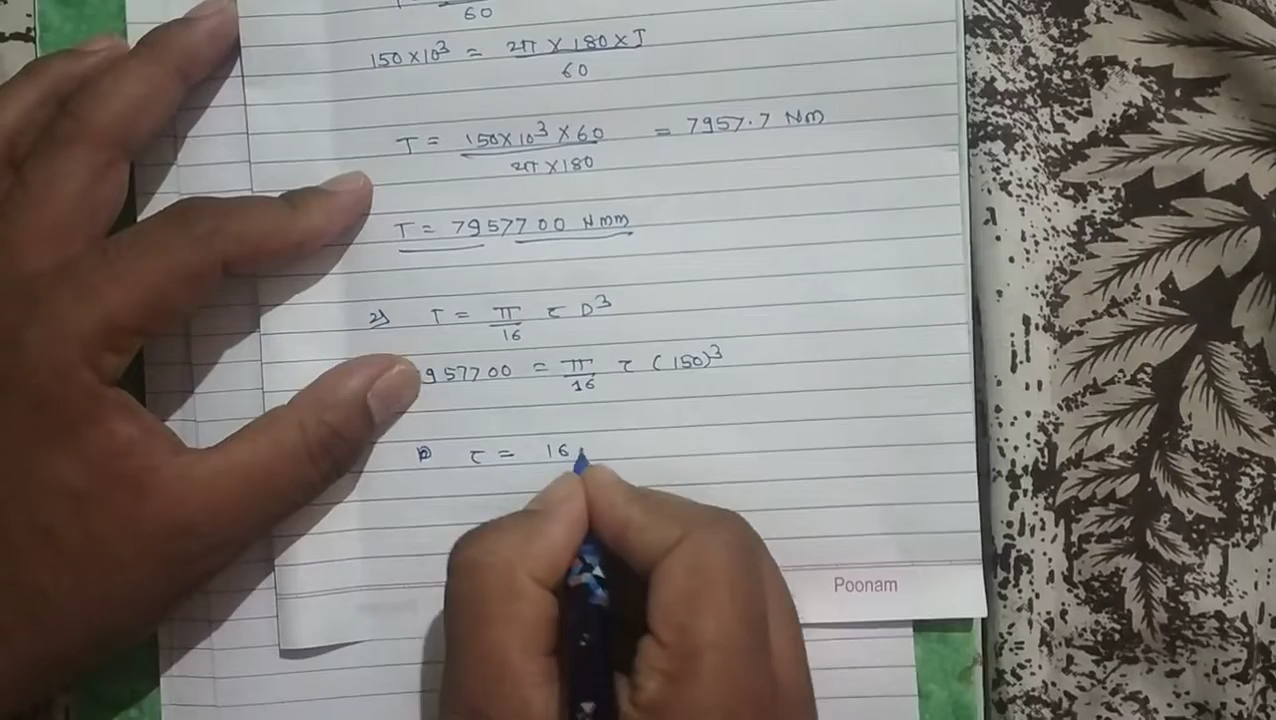 60
150×10³ = 2π × 180 × T
60
T = 150×10³ × 60 = 7957.7 Nm
2π × 180
T = 7957700 Nmm
2) T = π τ D³
16
957700 = π τ (150)³
16
τ = 16
Poonam